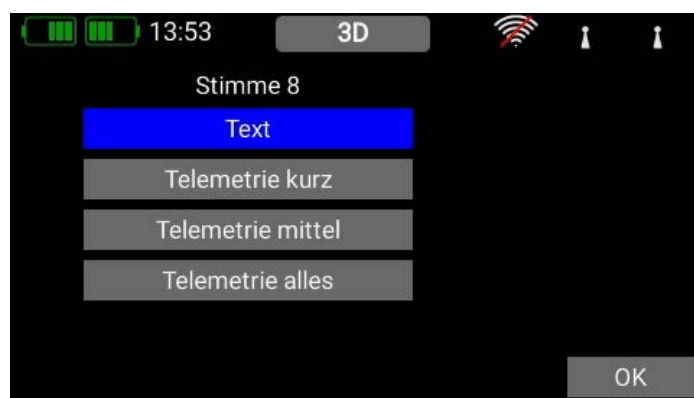 13:53 3D
Stimme 8
Text
Telemetrie kurz
Telemetrie mittel
Telemetrie alles
OK